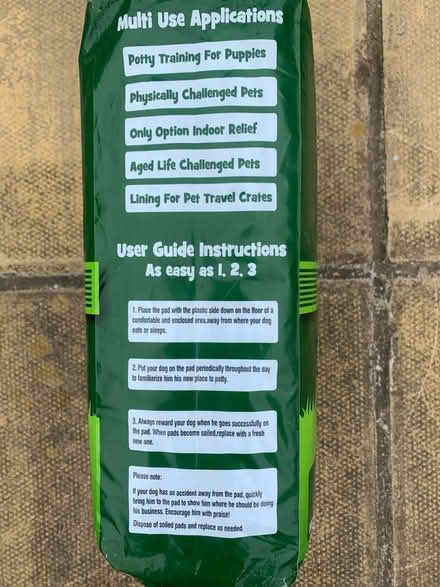 Multi Use Applications
Potty Training For Puppies
Physically Challenged Pets
Only Option Indoor Relief
Aged Life Challenged Pets
Lining For Pet Travel Crates
User Guide Instructions
As easy as 1, 2, 3
1. Place the pad with the plastic side down on the floor of a
comfortable and enclosed area,away from where your dog
eats or sleeps.
2. Put your dog on the pad periodically throughout the day
to familiarize him his new place to potty.
3. Always reward your dog when he goes successfully on
the pad. When pads become soiled,replace with a fresh
new one.
Please note:
If your dog has an accident away from the pad, quickly
bring him to the pad to show him where he should be doing
his business. Encourage him with praise!
Dispose of soiled pads and replace as needed.